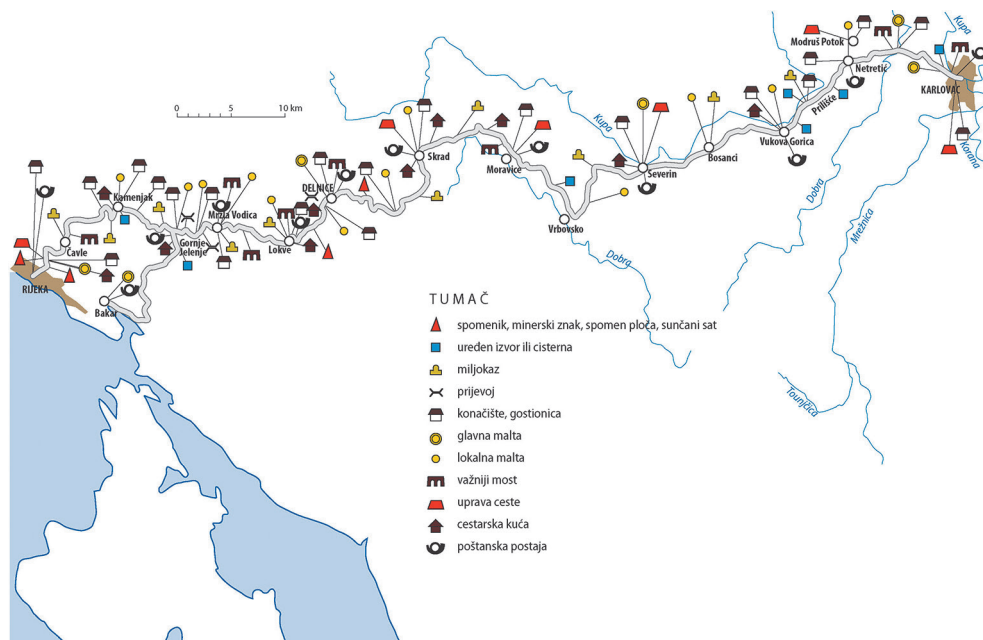 Kupa
Modruš Potok
Netretić
KARLOVAC
Prilišće
Korana
0 5 10 km
Kupa
Vukova Gorica
Skrad
Bosanci
Moravice
Severin
DELNICE
Dobra
Kamenjak
Mrzla Vodica
Mrežnica
Vrbovsko
Gornje
Jelenje
Lokve
Čavle
Dobra
RIJEKA
Bakar
TUMAČ
spomenik, minerski znak, spomen ploča, sunčani sat
uređen izvor ili cisterna
miljokaz
prijevoj
konačište, gostionica
glavna malta
lokalna malta
važniji most
uprava ceste
cestarska kuća
poštanska postaja
Tounjčica